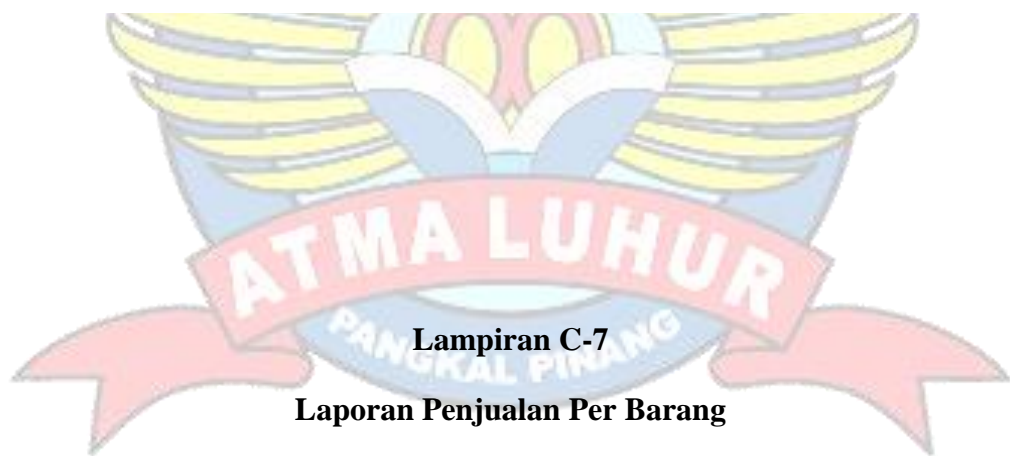 ATMA LUHUR
PANGKAL PINANG
Lampiran C-7
Laporan Penjualan Per Barang